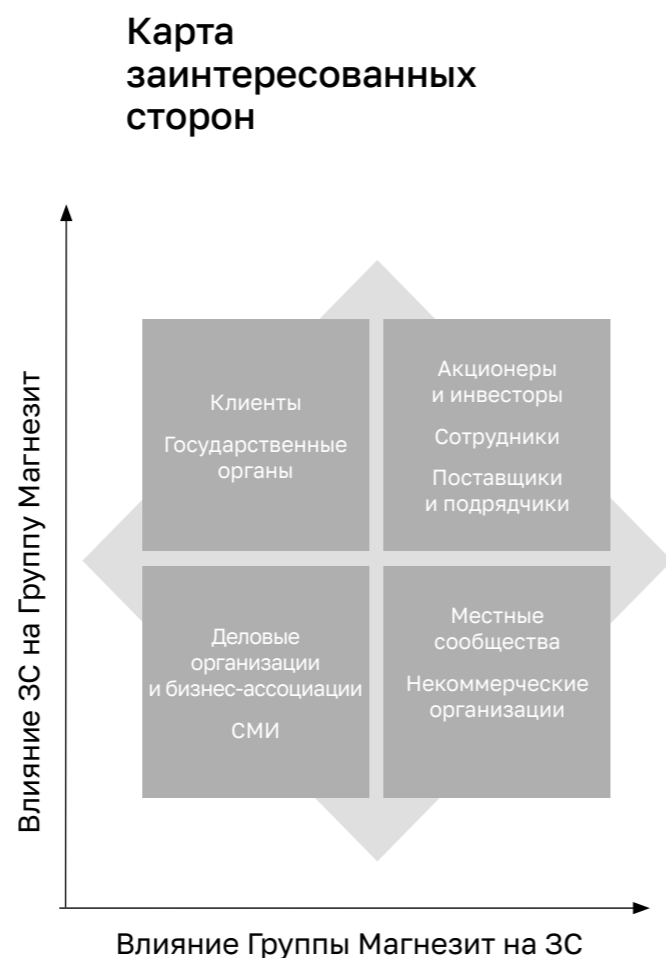 Карта
заинтересованных
сторон
Влияние ЗС на Группу Магнезит
Клиенты
Государственные
органы
Акционеры
и инвесторы
Сотрудники
Поставщики
и подрядчики
Деловые
организации
и бизнес-ассоциации
СМИ
Местные
сообщества
Некоммерческие
организации
Влияние Группы Магнезит на ЗС